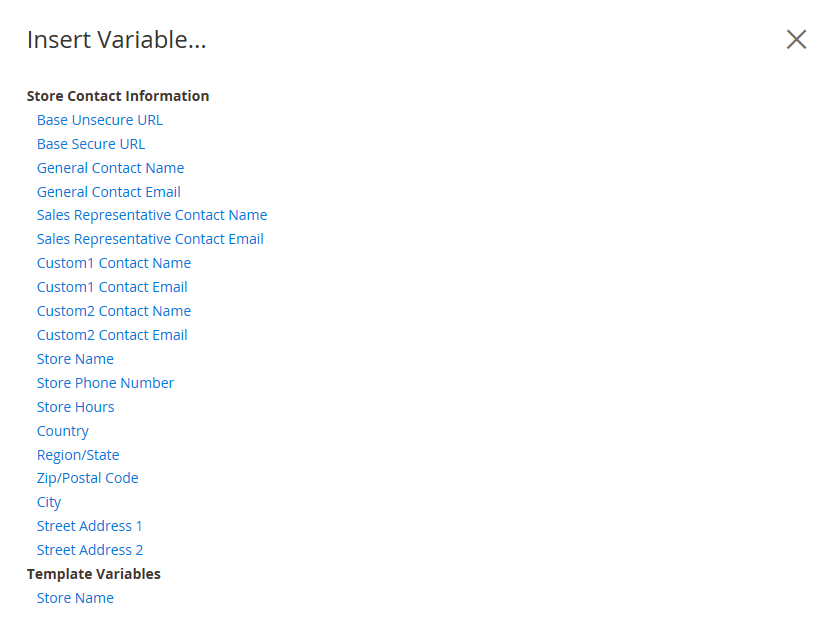 Insert Variable...
Store Contact Information
Base Unsecure URL
Base Secure URL
General Contact Name
General Contact Email
Sales Representative Contact Name
Sales Representative Contact Email
Custom1 Contact Name
Custom1 Contact Email
Custom2 Contact Name
Custom2 Contact Email
Store Name
Store Phone Number
Store Hours
Country
Region/State
Zip/Postal Code
City
Street Address 1
Street Address 2
Template Variables
Store Name